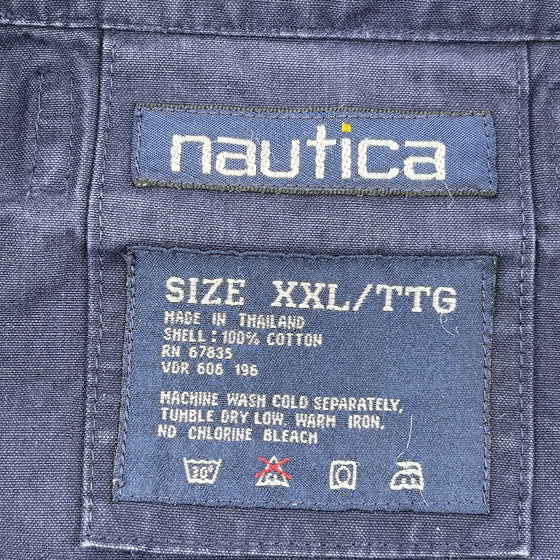 nautica
SIZE XXL/TTG
MADE IN THAILAND
SHELL: 100% COTTON
RN 67835
VDR 606 196
MACHINE WASH COLD SEPARATELY,
TUMBLE DRY LOW, WARM IRON,
NO CHLORINE BLEACH
30°